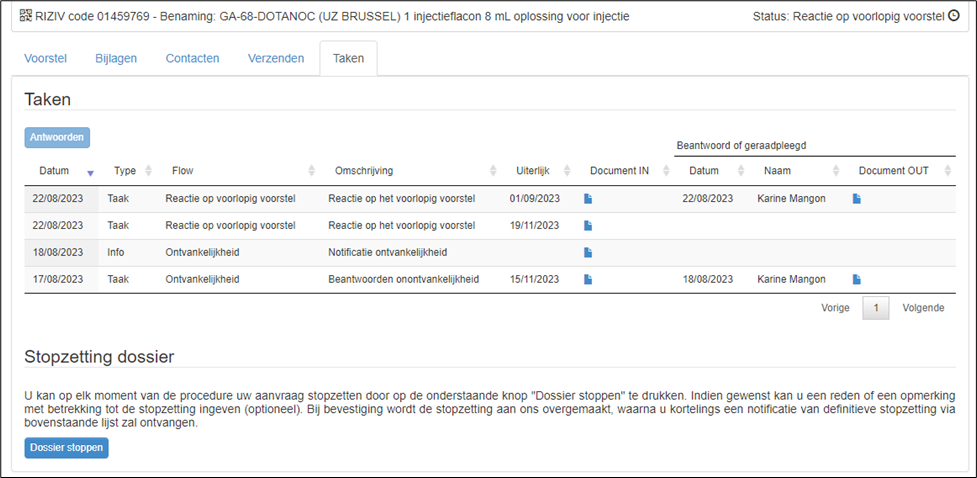 RIZIV code 01459769 - Benaming: GA-68-DOTANOC (UZ BRUSSEL) 1 injectieflacon 8 mL oplossing voor injectie Status: Reactie op voorlopig voorstel
Voorstel Bijlagen Contacten Verzenden Taken
Taken
Antwoorden
Beantwoord of geraadpleegd
Datum Type Flow Omschrijving Uiterlijk Document IN Datum Naam Document OUT
22/08/2023 Taak Reactie op voorlopig voorstel Reactie op het voorlopig voorstel 01/09/2023 22/08/2023 Karine Mangon
22/08/2023 Taak Reactie op voorlopig voorstel Reactie op het voorlopig voorstel 19/11/2023
18/08/2023 Info Ontvankelijkheid Notificatie ontvankelijkheid
17/08/2023 Taak Ontvankelijkheid Beantwoorden onontvankelijkheid 15/11/2023 18/08/2023 Karine Mangon
Vorige 1 Volgende
Stopzetting dossier
U kan op elk moment van de procedure uw aanvraag stopzetten door op de onderstaande knop "Dossier stoppen" te drukken. Indien gewenst kan u een reden of een opmerking
met betrekking tot de stopzetting ingeven (optioneel). Bij bevestiging wordt de stopzetting aan ons overgemaakt, waarna u kortelings een notificatie van definitieve stopzetting via
bovenstaande lijst zal ontvangen.
Dossier stoppen